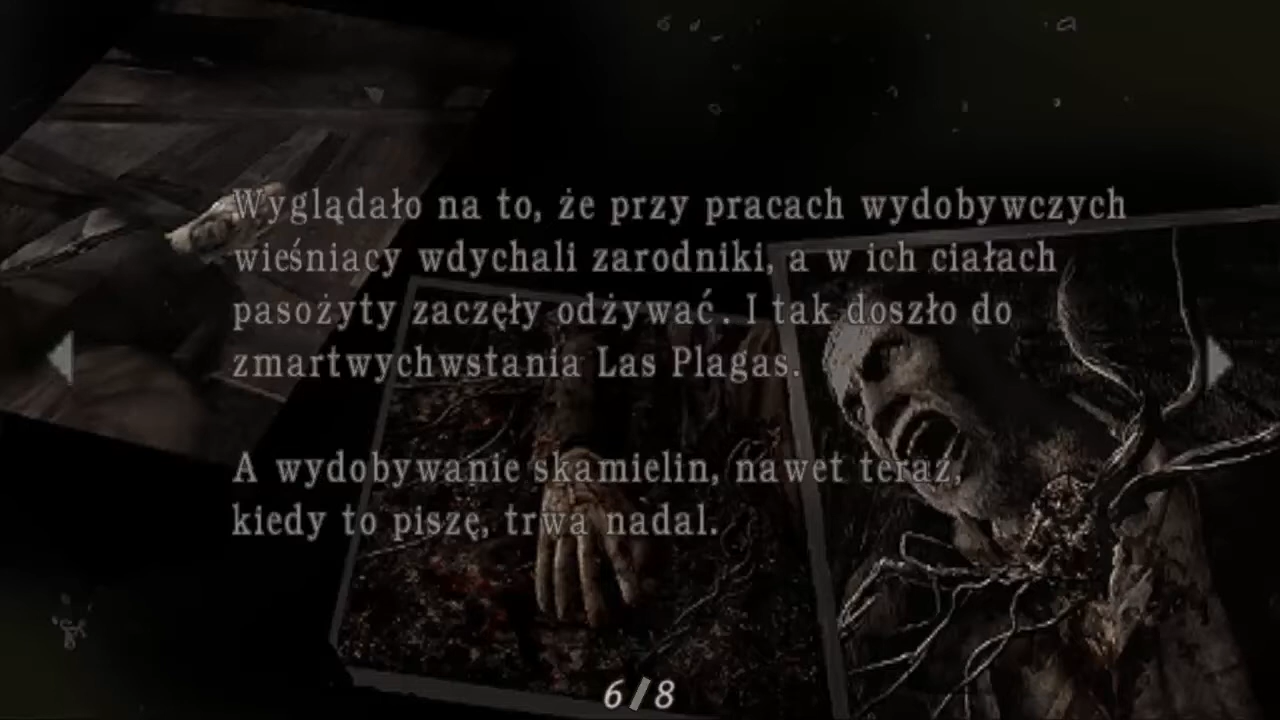 Wyglądało na to, że przy pracach wydobywczych
wieśniacy wdychali zarodniki, a w ich ciałach
pasożyty zaczęły odżywać. I tak doszło do
zmartwychwstania Las Plagas.
A wydobywanie skamielin, nawet teraz,
kiedy to piszę, trwa nadal.
6/8